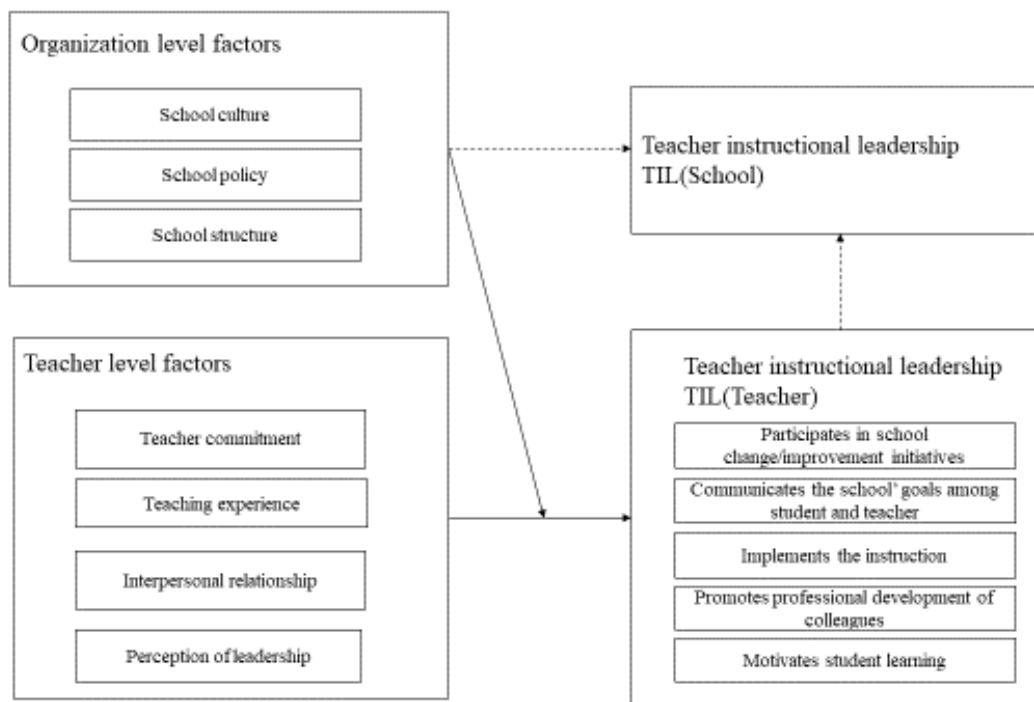 Organization level factors
School culture
School policy
School structure
Teacher level factors
Teacher commitment
Teaching experience
Interpersonal relationship
Perception of leadership
Teacher instructional leadership
TIL(School)
Teacher instructional leadership
TIL(Teacher)
Participates in school
change/improvement initiatives
Communicates the school’ goals among
student and teacher
Implements the instruction
Promotes professional development of
colleagues
Motivates student learning